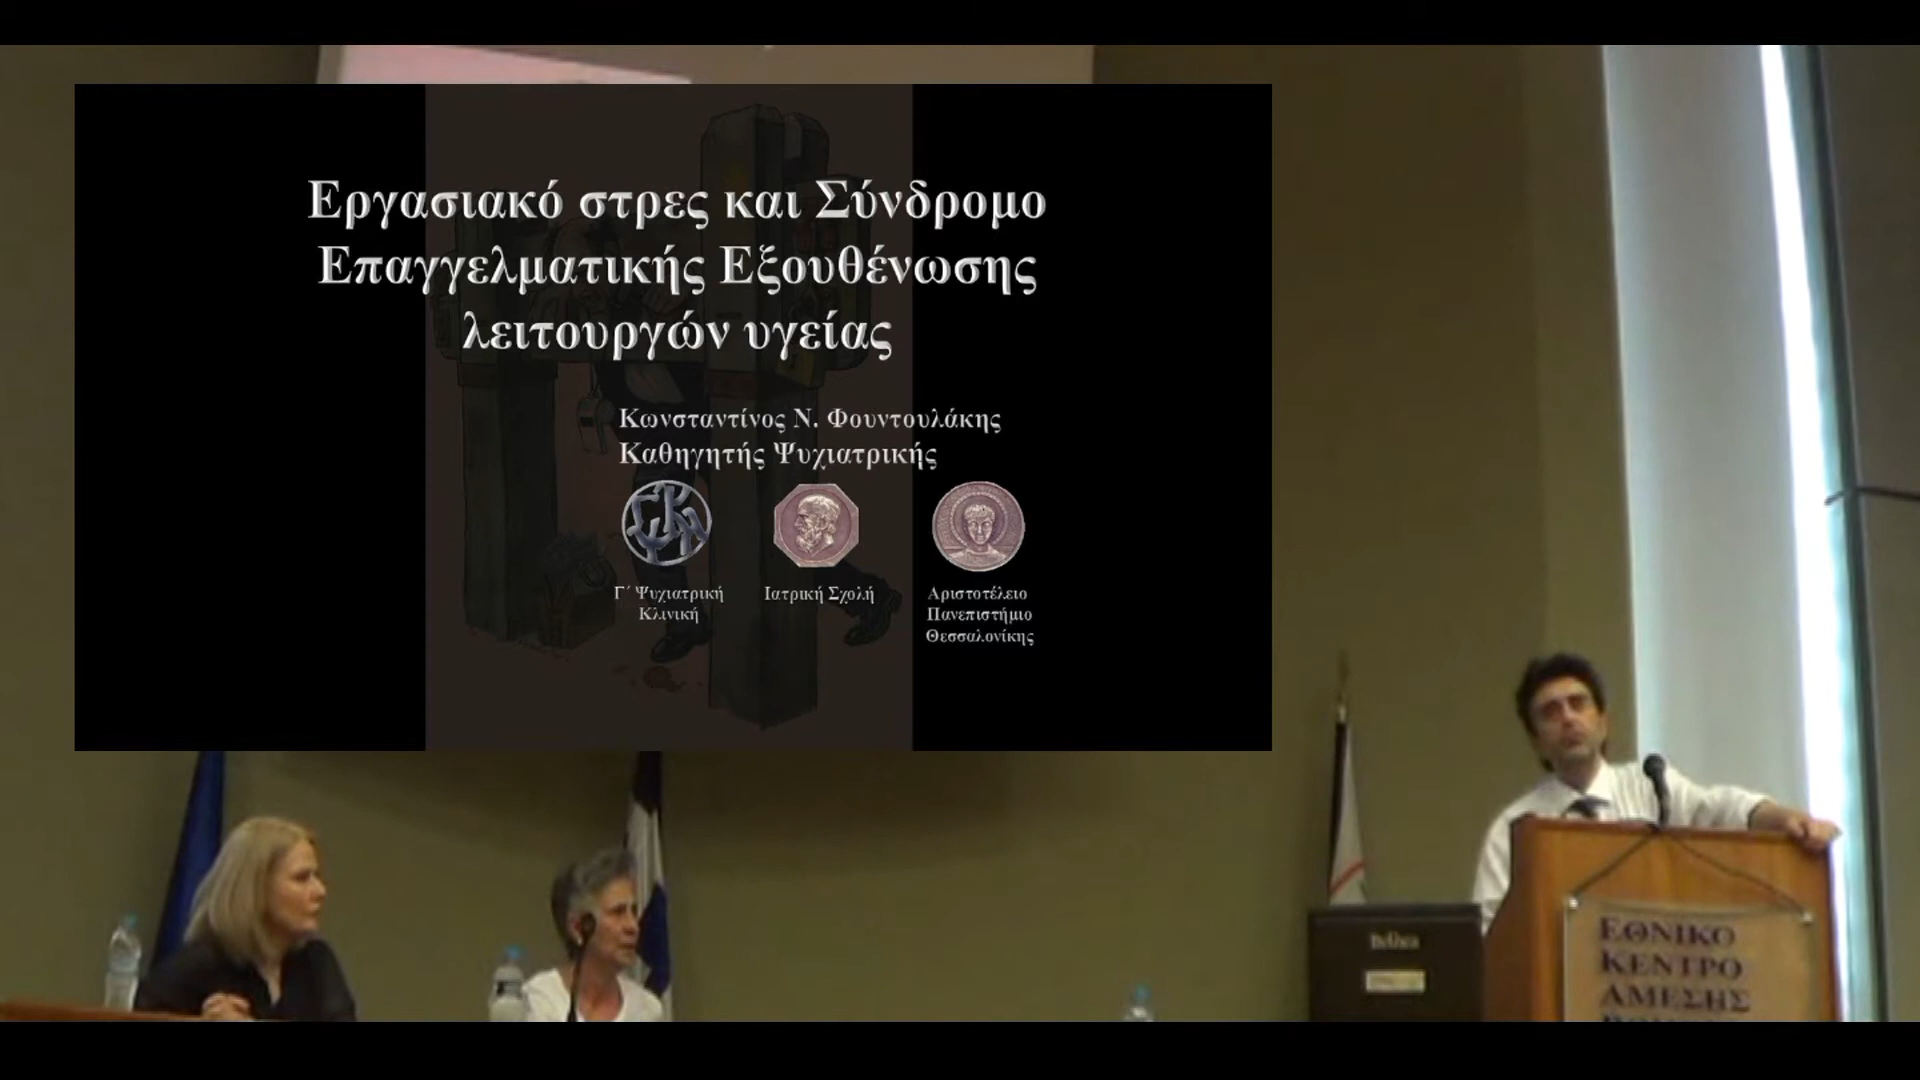 Εργασιακό στρες και Σύνδρομο
Επαγγελματικής Εξουθένωσης
λειτουργών υγείας
Κωνσταντίνος Ν. Φουντουλάκης
Καθηγητής Ψυχιατρικής
Γ΄ Ψυχιατρική
Κλινική
Ιατρική Σχολή
Αριστοτέλειο
Πανεπιστήμιο
Θεσσαλονίκης
ΕΘΝΙΚΟ
ΚΕΝΤΡΟ
ΑΜΕΣΗΣ